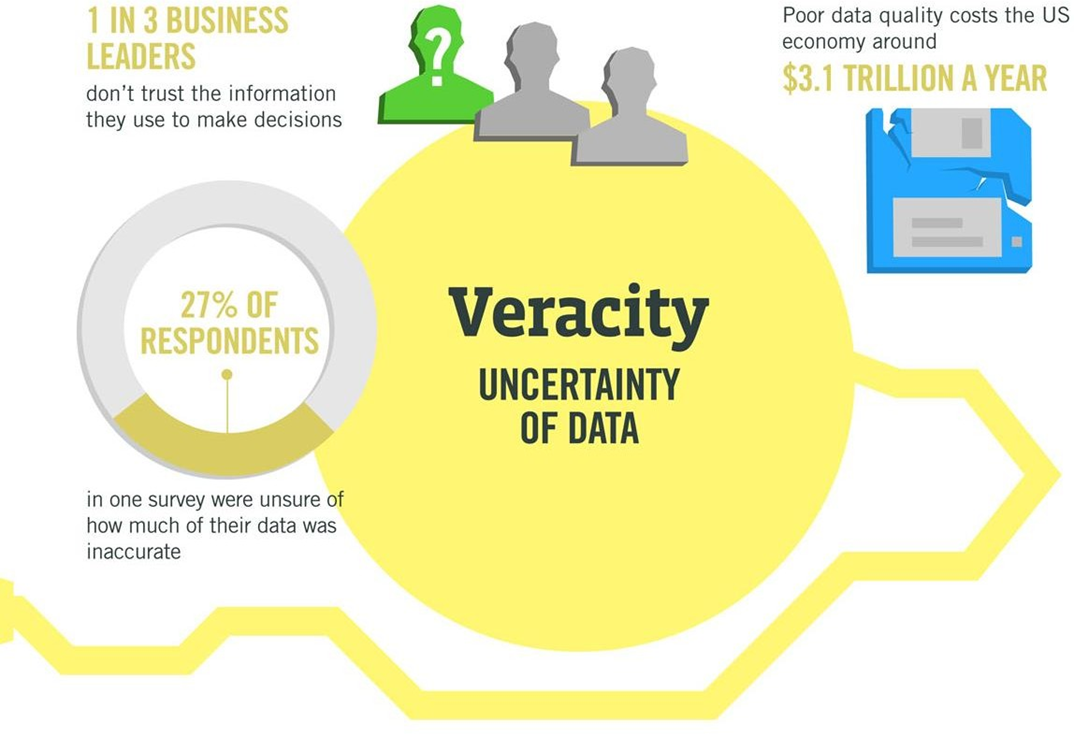 1 IN 3 BUSINESS
LEADERS
don't trust the information
they use to make decisions
?
Poor data quality costs the US
economy around
$3.1 TRILLION A YEAR
27% OF
RESPONDENTS
in one survey were unsure of
how much of their data was
inaccurate
Veracity
UNCERTAINTY
OF DATA